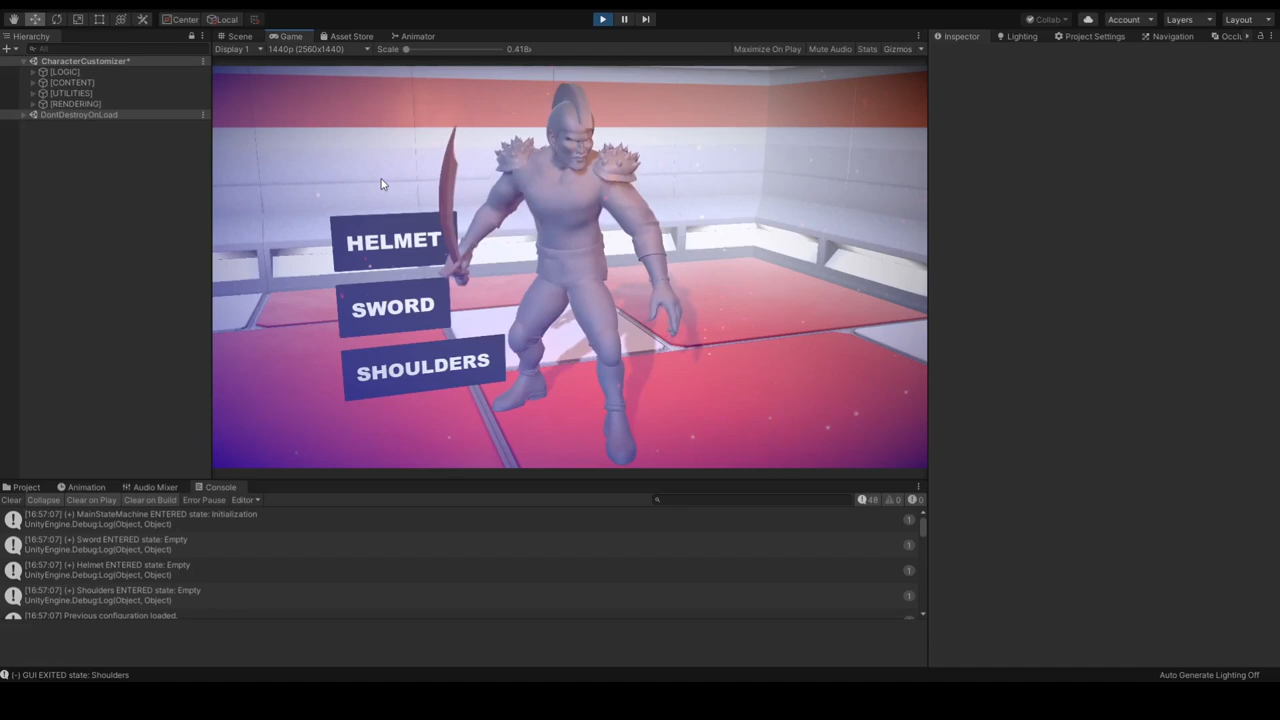 Center
Local
Collab
Account
Layers
Layout
Hierarchy
Scene
Game
Asset Store
Animator
Inspector
Lighting
Project Settings
Navigation
Occlu
All
Display 1
1440p (2560x1440)
Scale
0.418x
Maximize On Play
Mute Audio
Stats
Gizmos
CharacterCustomizer*
[LOGIC]
[CONTENT]
[UTILITIES]
[RENDERING]
DontDestroyOnLoad
HELMET
SWORD
SHOULDERS
Project
Animation
Audio Mixer
Console
Clear
Collapse
Clear on Play
Clear on Build
Error Pause
Editor
48
0
0
[16:57:07] (+) MainStateMachine ENTERED state: Initialization
UnityEngine.Debug:Log(Object, Object)
1
[16:57:07] (+) Sword ENTERED state: Empty
UnityEngine.Debug:Log(Object, Object)
1
[16:57:07] (+) Helmet ENTERED state: Empty
UnityEngine.Debug:Log(Object, Object)
1
[16:57:07] (+) Shoulders ENTERED state: Empty
UnityEngine.Debug:Log(Object, Object)
1
[16:57:07] Previous configuration loaded.
(-) GUI EXITED state: Shoulders
Auto Generate Lighting Off